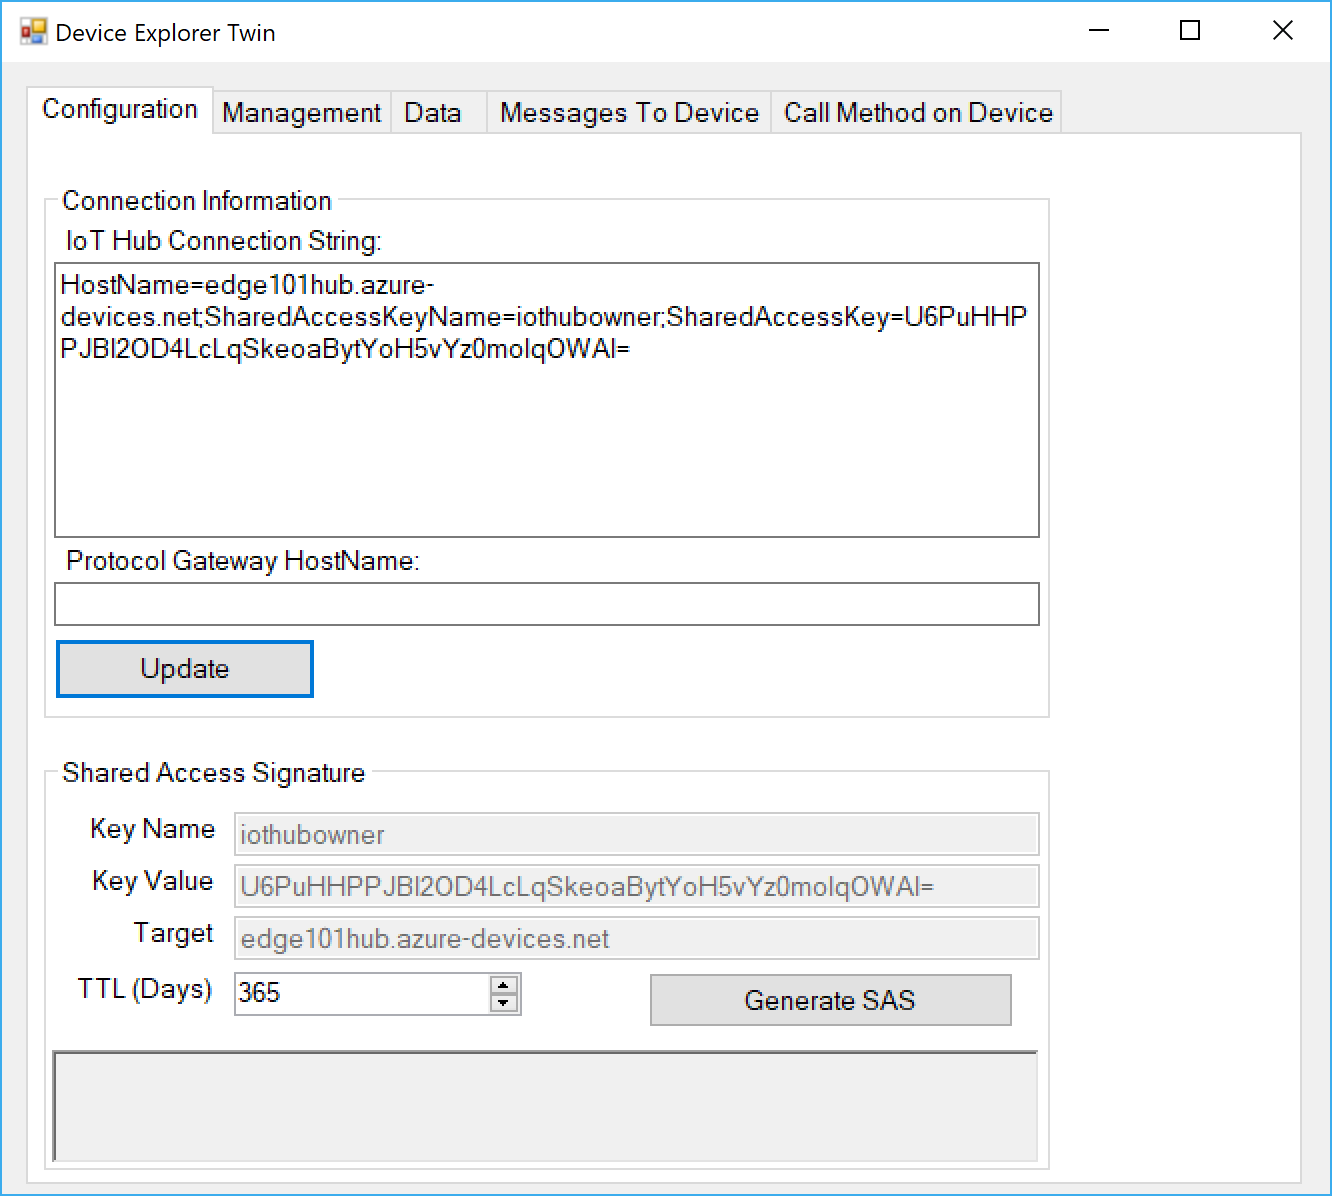 Device Explorer Twin
Configuration
Management
Data
Messages To Device
Call Method on Device
Connection Information
IoT Hub Connection String:
HostName=edge101hub.azure-
devices.net;SharedAccessKeyName=iothubowner;SharedAccessKey=U6PuHHP
PJBI2OD4LcLqSkeoaBytYoH5vYz0moIqOWAI=
Protocol Gateway HostName:
Update
Shared Access Signature
Key Name
iothubowner
Key Value
U6PuHHPPJBI2OD4LcLqSkeoaBytYoH5vYz0moIqOWAI=
Target
edge101hub.azure-devices.net
TTL (Days)
365
Generate SAS